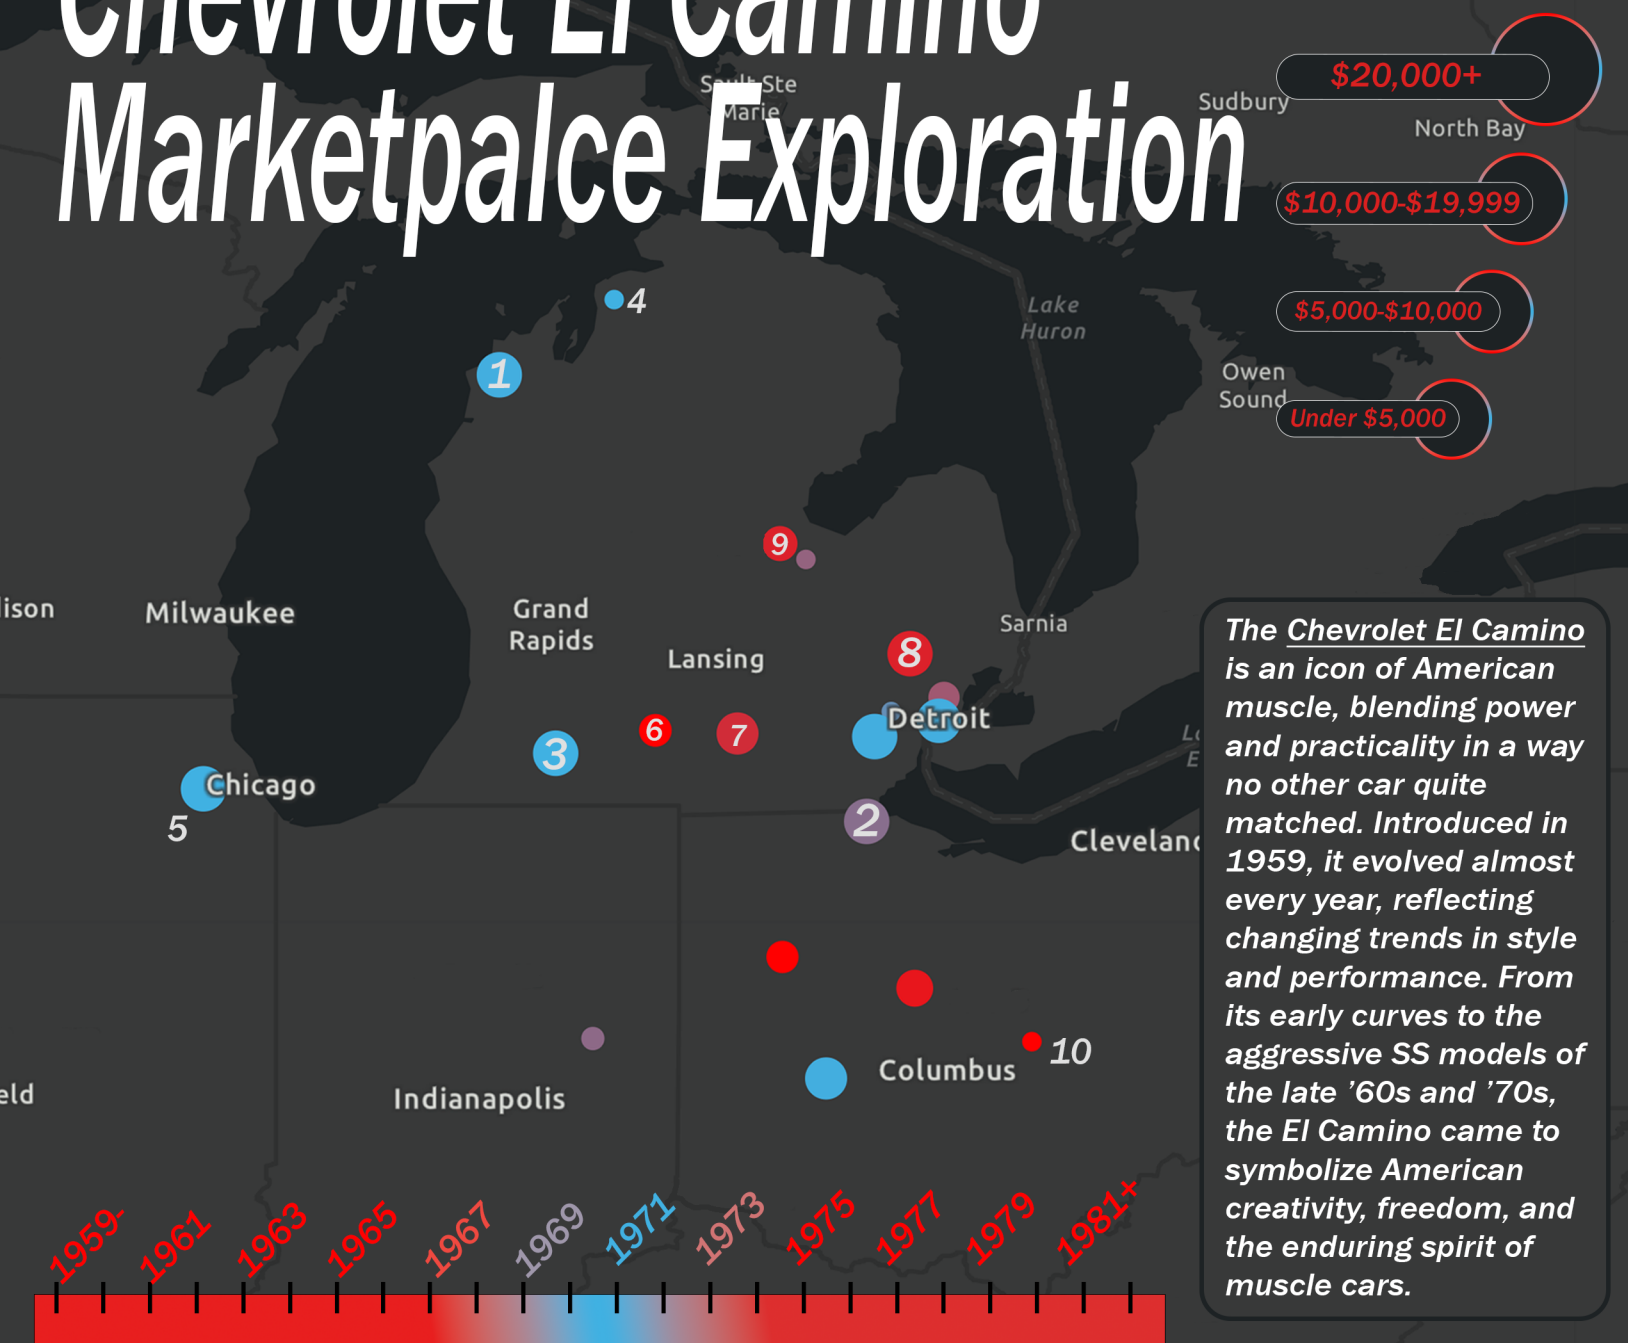 Chevrolet El Camino
Marketpalce Exploration
Sault Ste
Marie
Sudbury
North Bay
$20,000+
$10,000-$19,999
$5,000-$10,000
Under $5,000
Lake
Huron
Owen
Sound
4
1
9
Milwaukee
Grand
Rapids
Lansing
Sarnia
8
6
7
Detroit
3
Chicago
5
2
Cleveland
10
Columbus
Indianapolis
The Chevrolet El Camino
is an icon of American
muscle, blending power
and practicality in a way
no other car quite
matched. Introduced in
1959, it evolved almost
every year, reflecting
changing trends in style
and performance. From
its early curves to the
aggressive SS models of
the late ’60s and ’70s,
the El Camino came to
symbolize American
creativity, freedom, and
the enduring spirit of
muscle cars.
1959-
1961
1963
1965
1967
1969
1971
1973
1975
1977
1979
1981+